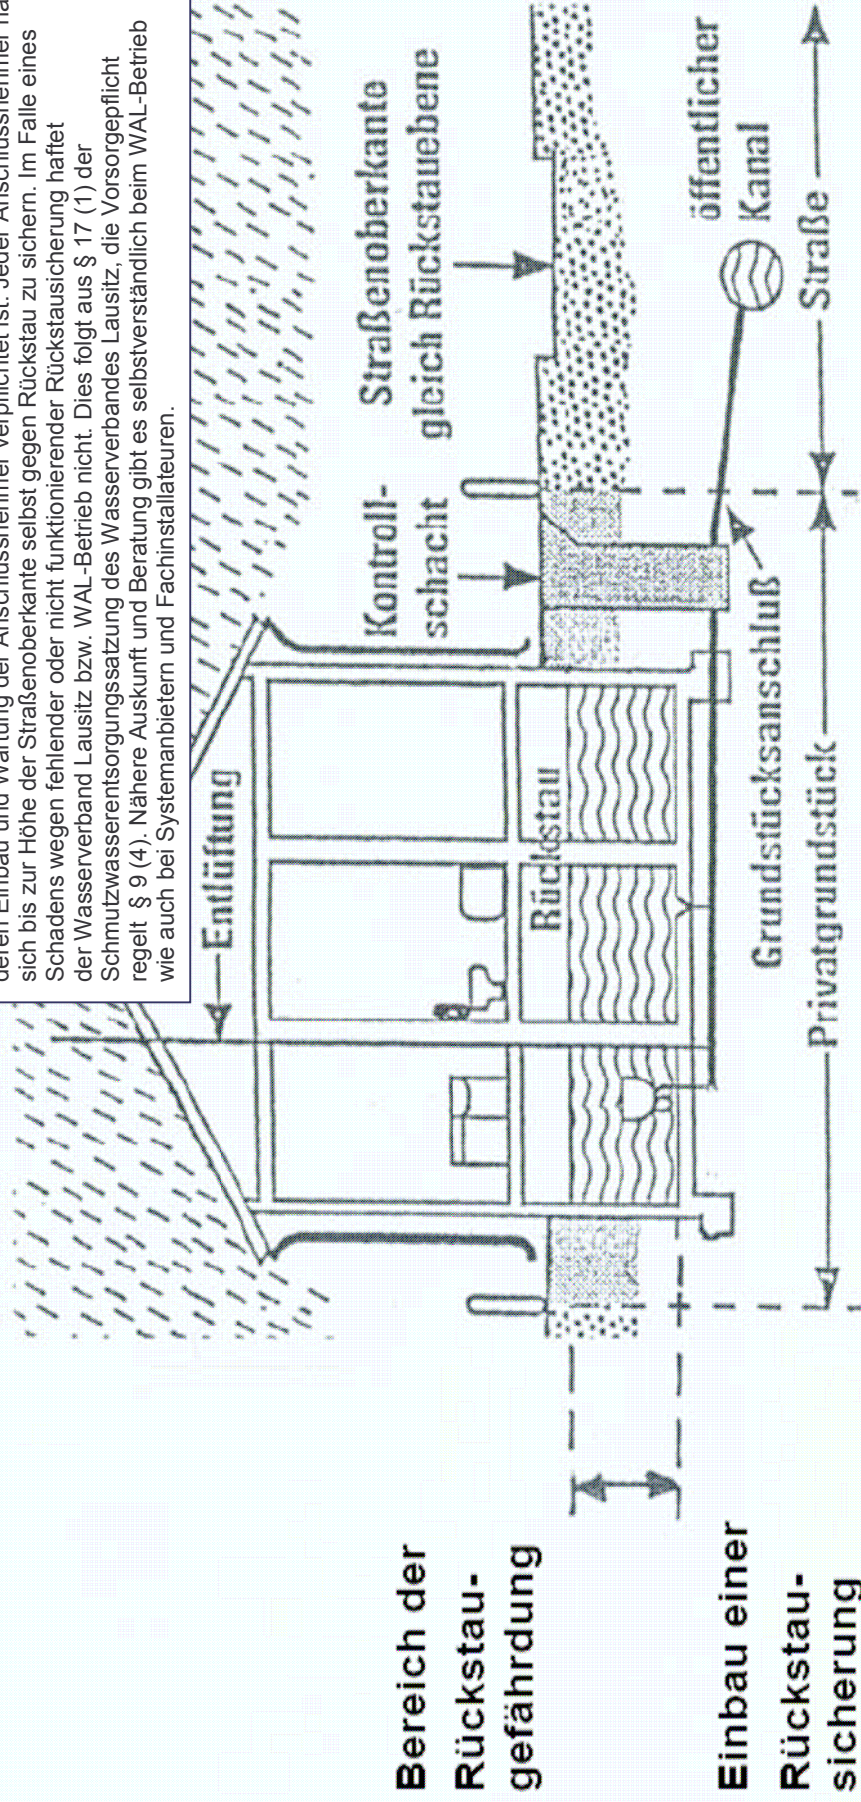 deren Einbau und Wartung der Anschlussnehmer verpflichtet ist. Jeder Anschlussnehmer
sich bis zur Höhe der Straßenoberkante selbst gegen Rückstau zu sichern. Im Falle eines
Schadens wegen fehlender oder nicht funktionierender Rückstausicherung haftet
der Wasserverband Lausitz bzw. WAL-Betrieb nicht. Dies folgt aus § 17 (1) der
Schmutzwasserentsorgungssatzung des Wasserverbandes Lausitz, die Vorsorgepflicht
regelt § 9 (4). Nähere Auskunft und Beratung gibt es selbstverständlich beim WAL-Betrieb
wie auch bei Systemanbietern und Fachinstallateuren.
Entlüftung
Kontroll-
schacht
Straßenoberkante
gleich Rückstauebene
Rückstau
öffentlicher
Kanal
Grundstücksanschluß
Privatgrundstück
Straße
Bereich der
Rückstau-
gefährdung
Einbau einer
Rückstau-
sicherung